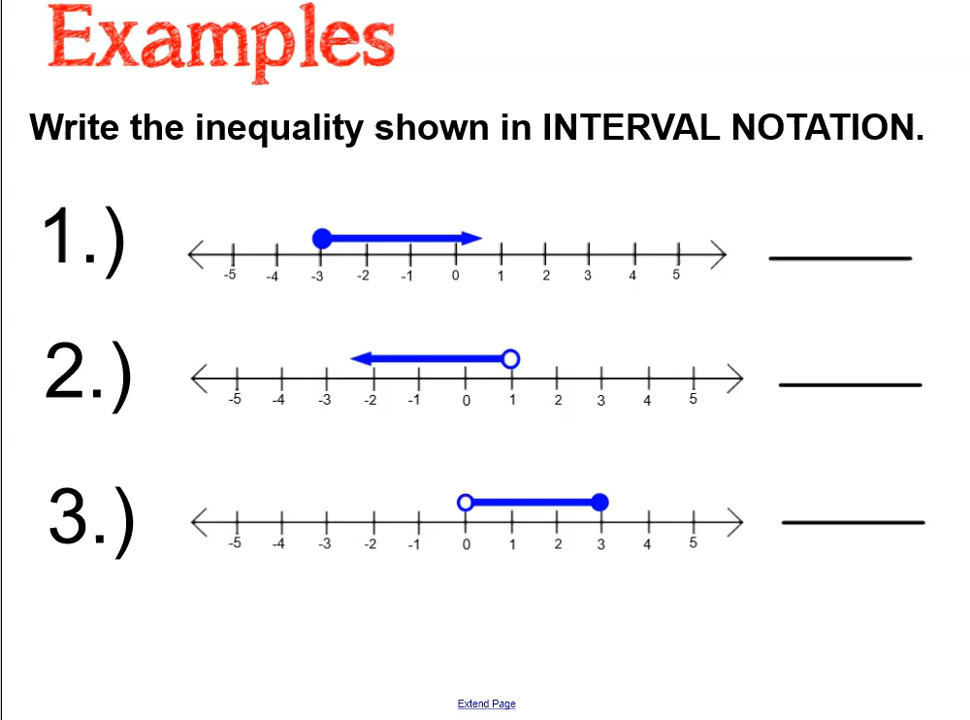 Examples
Write the inequality shown in INTERVAL NOTATION.
1.)
-5 -4 -3 -2 -1 0 1 2 3 4 5
2.)
-5 -4 -3 -2 -1 0 1 2 3 4 5
3.)
-5 -4 -3 -2 -1 0 1 2 3 4 5
Extend Page